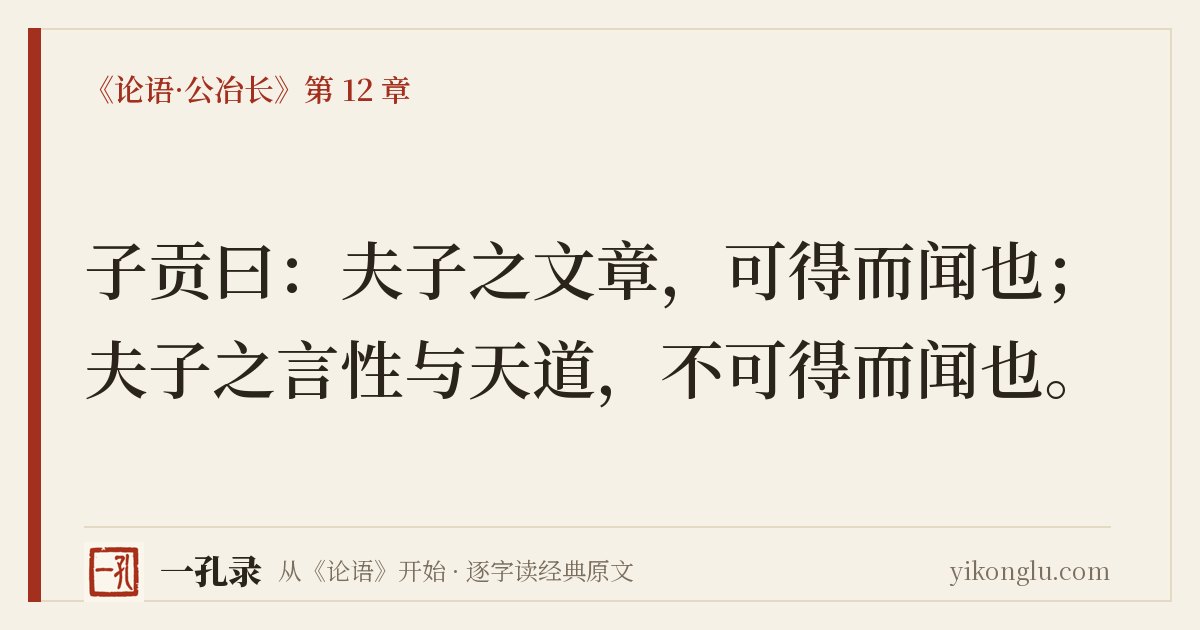 《论语·公冶长》第 12 章
子贡曰：夫子之文章，可得而闻也；
夫子之言性与天道，不可得而闻也。
一孔
一孔录 从《论语》开始 · 逐字读经典原文
yikonglu.com